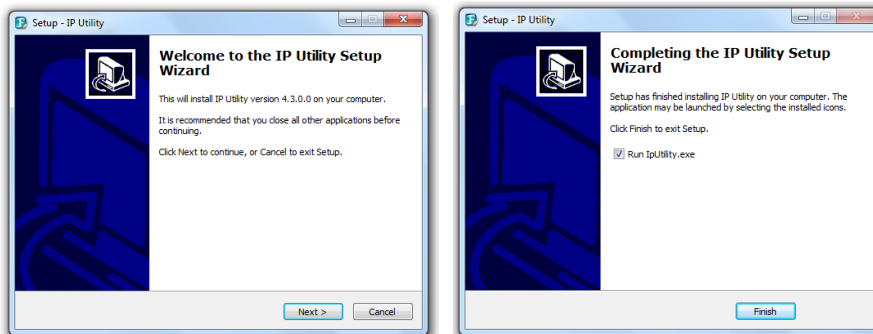 Setup - IP Utility
Welcome to the IP Utility Setup
Wizard
This will install IP Utility version 4.3.0.0 on your computer.
It is recommended that you close all other applications before
continuing.
Click Next to continue, or Cancel to exit Setup.
Next >
Cancel
Setup - IP Utility
Completing the IP Utility Setup
Wizard
Setup has finished installing IP Utility on your computer. The
application may be launched by selecting the installed icons.
Click Finish to exit Setup.
Run IpUtility.exe
Finish